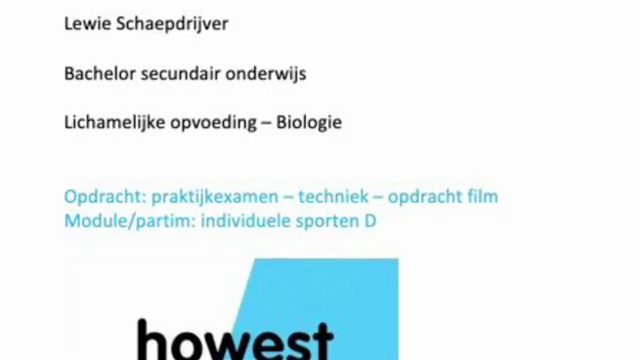 Lewie Schaepdrijver
Bachelor secundair onderwijs
Lichamelijke opvoeding – Biologie
Opdracht: praktijkexamen – techniek – opdracht film
Module/partim: individuele sporten D
howest